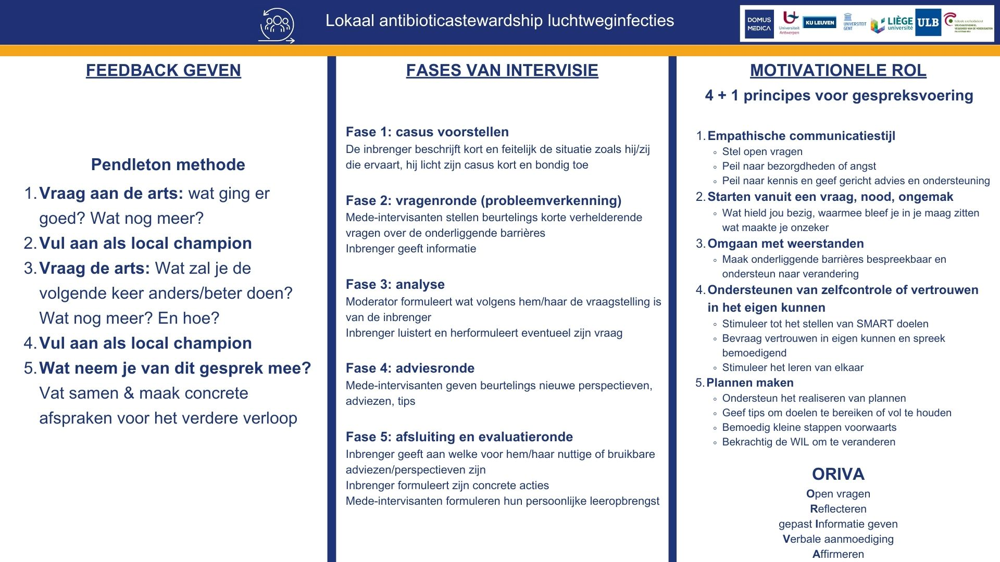 Lokaal antibioticastewardship luchtweginfecties
DOMUS
MEDICA
Universiteit
Antwerpen
KU LEUVEN
UNIVERSITEIT
GENT
LIÈGE
université
ULB
federale overheidsdienst
VOLKSGEZONDHEID,
VEILIGHEID VAN DE VOEDSELKETEN
EN LEEFMILIEU
FEEDBACK GEVEN
Pendleton methode
1. Vraag aan de arts: wat ging er
goed? Wat nog meer?
2. Vul aan als local champion
3. Vraag de arts: Wat zal je de
volgende keer anders/beter doen?
Wat nog meer? En hoe?
4. Vul aan als local champion
5. Wat neem je van dit gesprek mee?
Vat samen & maak concrete
afspraken voor het verdere verloop
FASES VAN INTERVISIE
Fase 1: casus voorstellen
De inbrenger beschrijft kort en feitelijk de situatie zoals hij/zij
die ervaart, hij licht zijn casus kort en bondig toe
Fase 2: vragenronde (probleemverkenning)
Mede-intervisanten stellen beurtelings korte verhelderende
vragen over de onderliggende barrières
Inbrenger geeft informatie
Fase 3: analyse
Moderator formuleert wat volgens hem/haar de vraagstelling is
van de inbrenger
Inbrenger luistert en herformuleert eventueel zijn vraag
Fase 4: adviesronde
Mede-intervisanten geven beurtelings nieuwe perspectieven,
adviezen, tips
Fase 5: afsluiting en evaluatieronde
Inbrenger geeft aan welke voor hem/haar nuttige of bruikbare
adviezen/perspectieven zijn
Inbrenger formuleert zijn concrete acties
Mede-intervisanten formuleren hun persoonlijke leeropbrengst
MOTIVATIONELE ROL
4 + 1 principes voor gespreksvoering
1. Empathische communicatiestijl
◦ Stel open vragen
◦ Peil naar bezorgdheden of angst
◦ Peil naar kennis en geef gericht advies en ondersteuning
2. Starten vanuit een vraag, nood, ongemak
◦ Wat hield jou bezig, waarmee bleef je in je maag zitten
wat maakte je onzeker
3. Omgaan met weerstanden
◦ Maak onderliggende barrières bespreekbaar en
ondersteun naar verandering
4. Ondersteunen van zelfcontrole of vertrouwen
in het eigen kunnen
◦ Stimuleer tot het stellen van SMART doelen
◦ Bevraag vertrouwen in eigen kunnen en spreek
bemoedigend
◦ Stimuleer het leren van elkaar
5. Plannen maken
◦ Ondersteun het realiseren van plannen
◦ Geef tips om doelen te bereiken of vol te houden
◦ Bemoedig kleine stappen voorwaarts
◦ Bekrachtig de WIL om te veranderen
ORIVA
Open vragen
Reflecteren
gepast Informatie geven
Verbale aanmoediging
Affirmeren